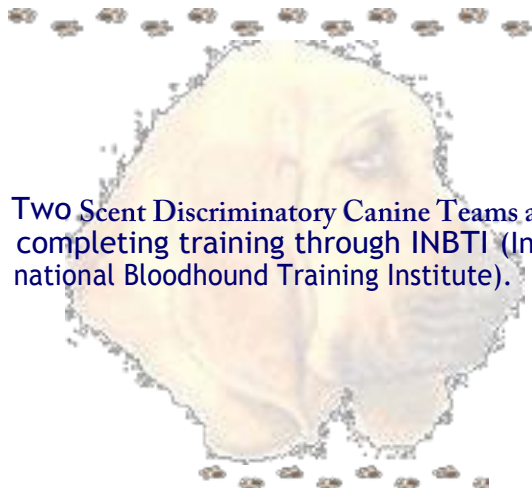 Two Scent Discriminatory Canine Teams a
completing training through INBTI (In
national Bloodhound Training Institute).